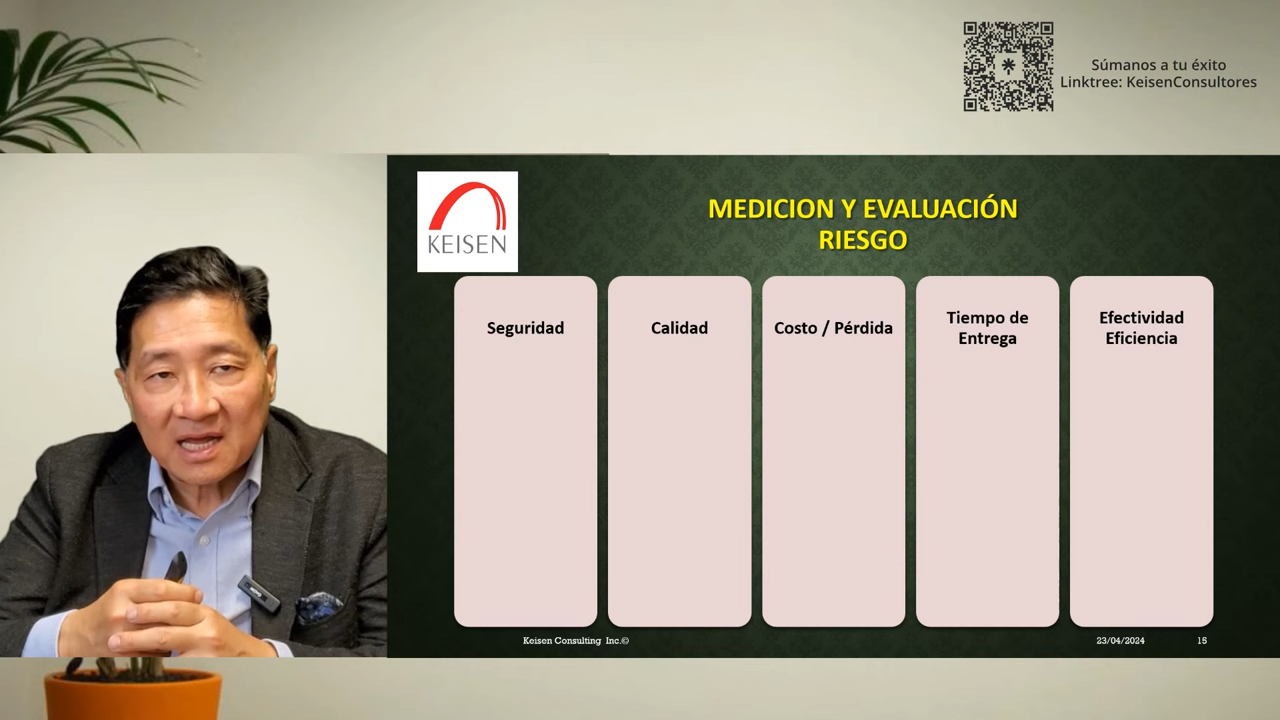 Súmanos a tu éxito
Linktree: KeisenConsultores
KEISEN
MEDICION Y EVALUACIÓN
RIESGO
Seguridad
Calidad
Costo / Pérdida
Tiempo de
Entrega
Efectividad
Eficiencia
Keisen Consulting Inc.©
23/04/2024
15